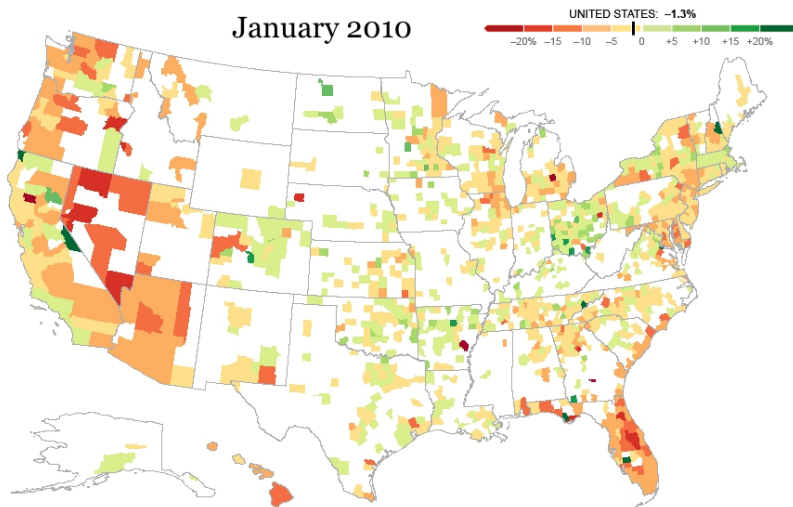 January 2010
UNITED STATES: –1.3%
–20% –15 –10 –5 0 +5 +10 +15 +20%